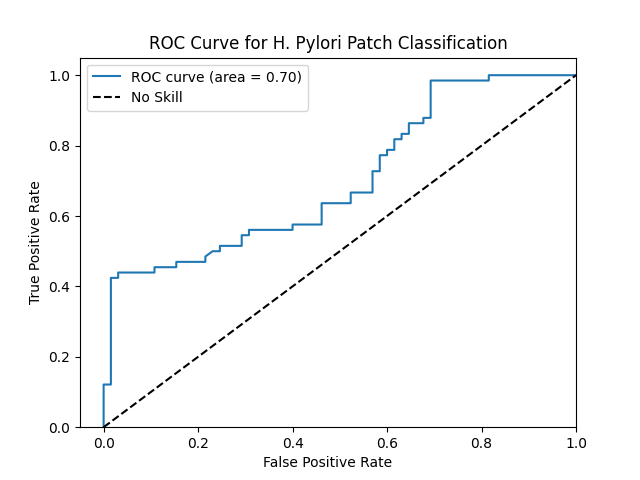 ROC Curve for H. Pylori Patch Classification
ROC curve (area = 0.70)
No Skill
True Positive Rate
1.0
0.8
0.6
0.4
0.2
0.0
0.0 0.2 0.4 0.6 0.8 1.0
False Positive Rate